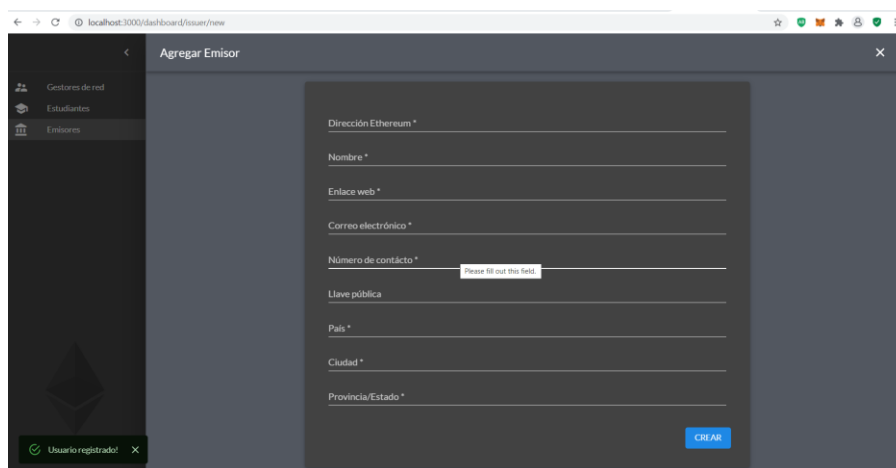 localhost:3000/dashboard/issuer/new
Agregar Emisor
Gestores de red
Estudiantes
Emisores
Dirección Ethereum *
Nombre *
Enlace web *
Correo electrónico *
Número de contácto *
Please fill out this field.
Llave pública
País *
Ciudad *
Provincia/Estado *
CREAR
Usuario registrado!